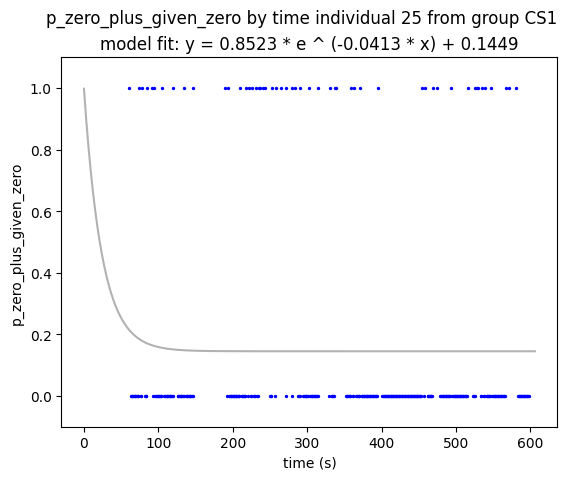 p_zero_plus_given_zero by time individual 25 from group CS1
model fit: y = 0.8523 * e ^ (-0.0413 * x) + 0.1449
p_zero_plus_given_zero
1.0
0.8
0.6
0.4
0.2
0.0
0 100 200 300 400 500 600
time (s)